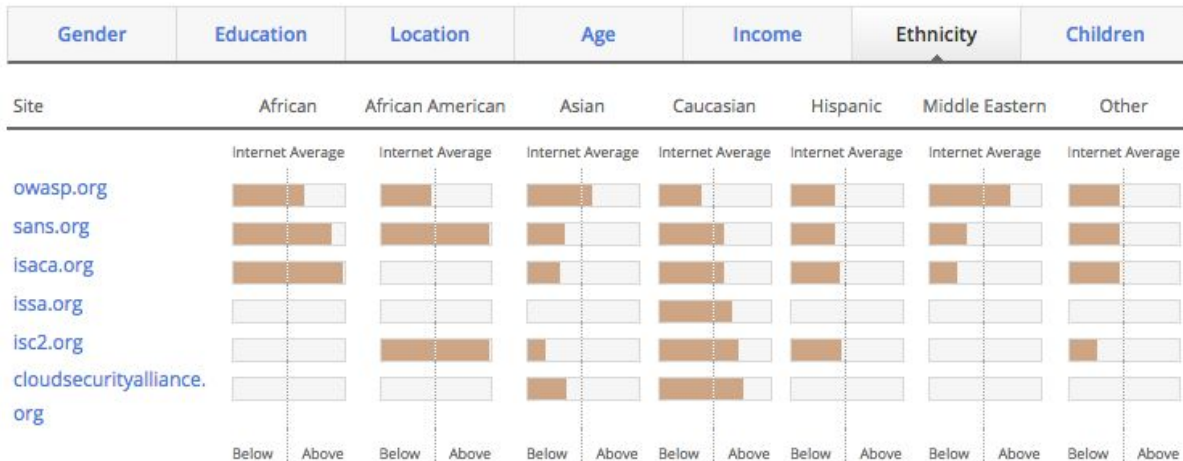 Gender Education Location Age Income Ethnicity Children
Site African African American Asian Caucasian Hispanic Middle Eastern Other
Internet Average Internet Average Internet Average Internet Average Internet Average Internet Average Internet Average
owasp.org
sans.org
isaca.org
issa.org
isc2.org
cloudsecurityalliance.
org
Below Above Below Above Below Above Below Above Below Above Below Above Below Above